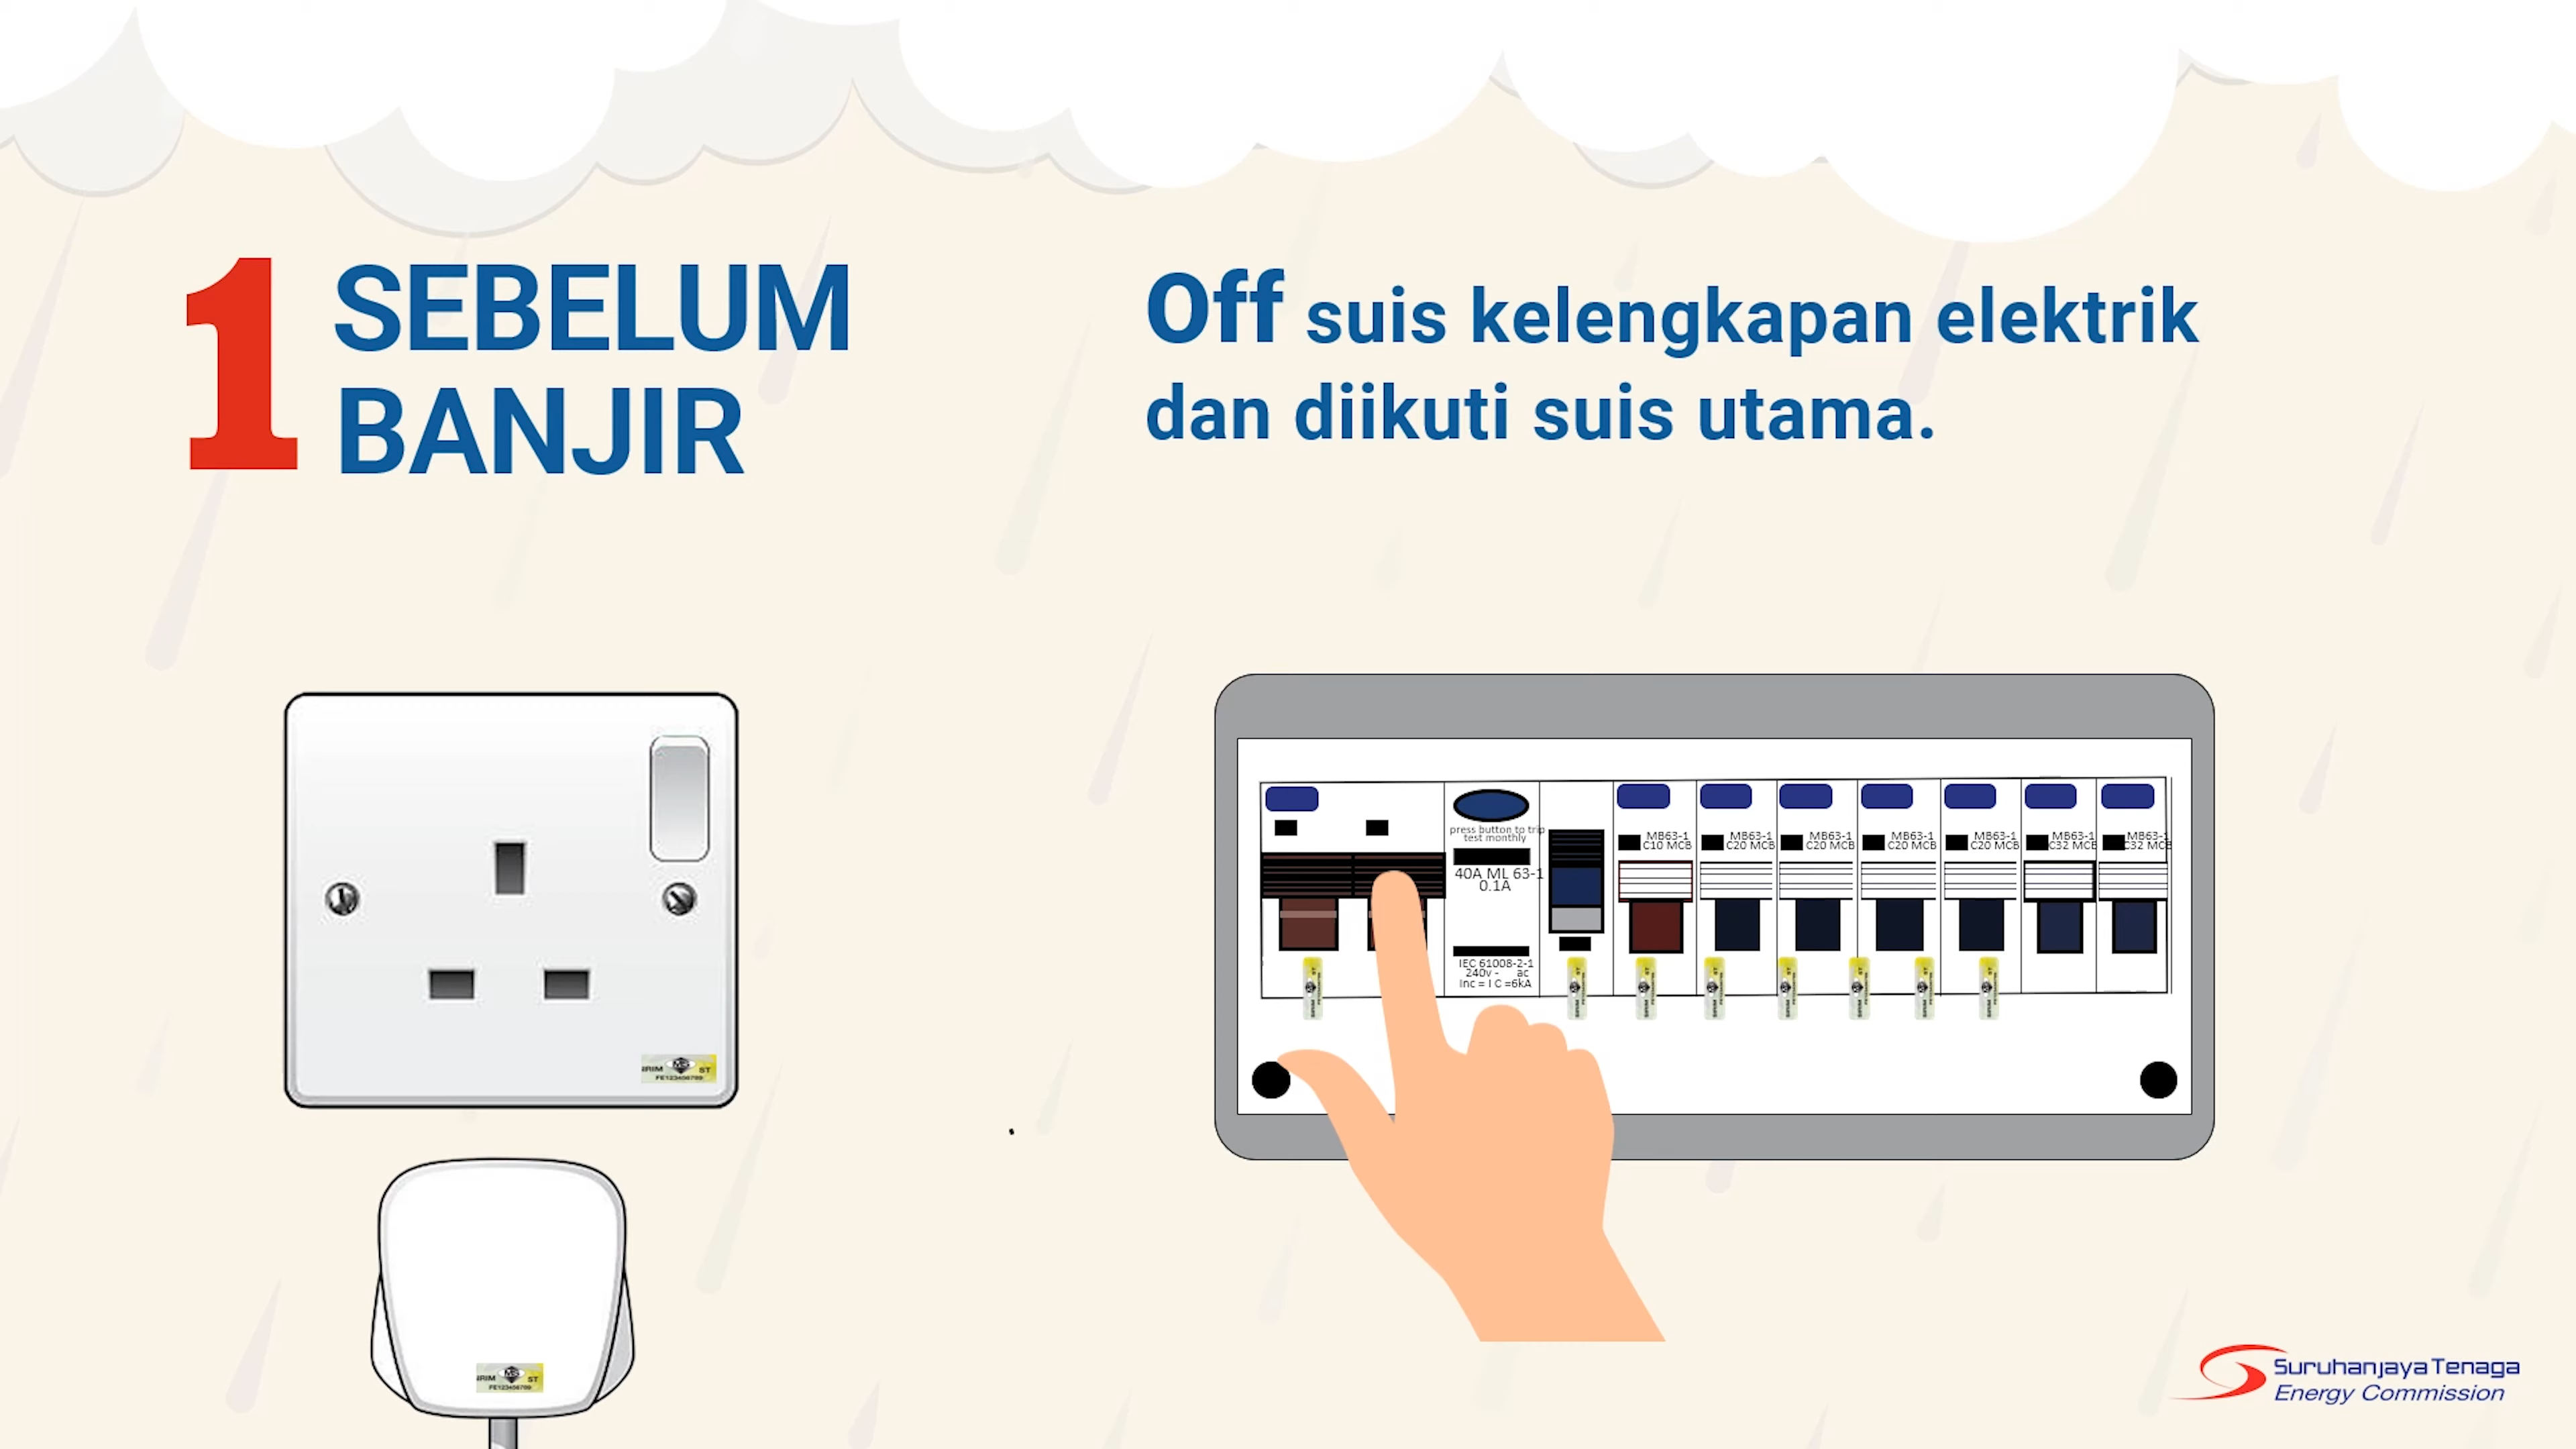 1
SEBELUM
BANJIR
Off suis kelengkapan elektrik
dan diikuti suis utama.
press button to trip
test monthly
40A ML 63-1
0.1A
IEC 61008-2-1
240v - ac
Inc = I C =6kA
MB63-1
C10 MCB
MB63-1
C20 MCB
MB63-1
C20 MCB
MB63-1
C20 MCB
MB63-1
C20 MCB
MB63-1
C32 MCB
MB63-1
C32 MCB
ST
FE123456789
ST
FE123456789
Suruhanjaya Tenaga
Energy Commission